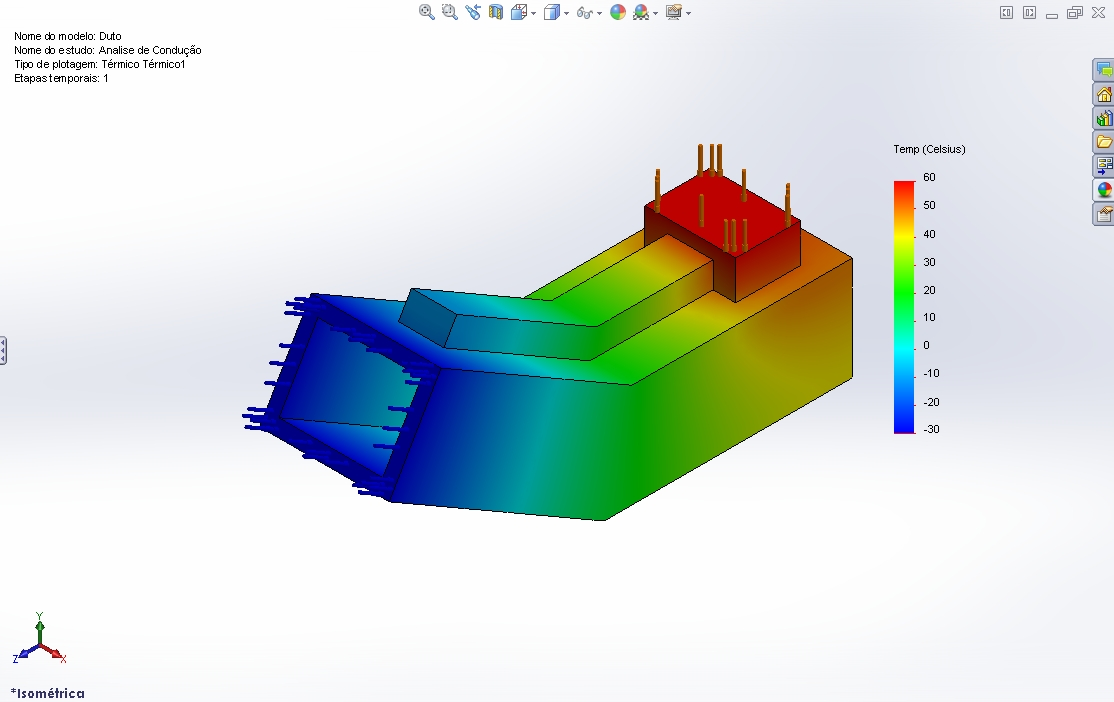 Nome do modelo: Duto
Nome do estudo: Analise de Condução
Tipo de plotagem: Térmico Térmico1
Etapas temporais: 1
Temp (Celsius)
60
50
40
30
20
10
0
-10
-20
-30
Y
Z
X
*Isométrica